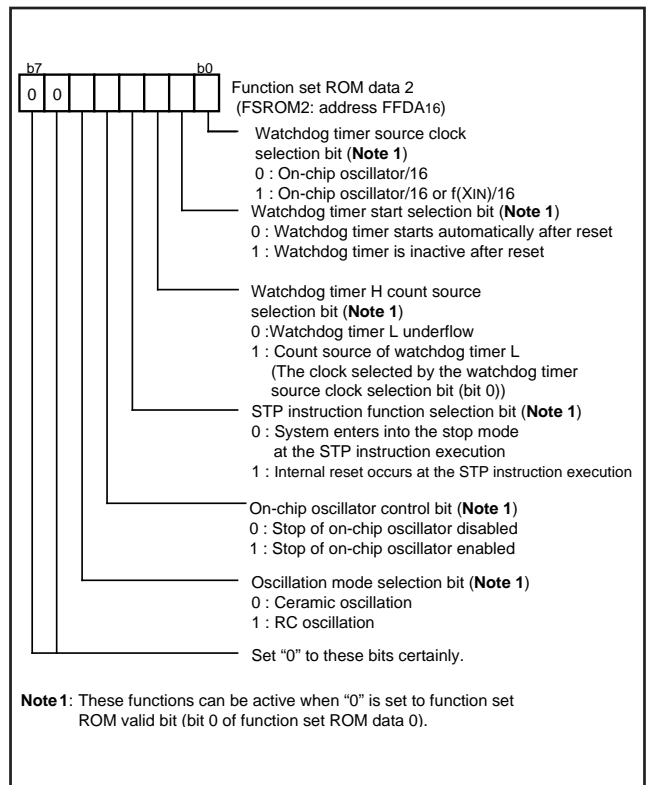 b7 b0
0 0
Function set ROM data 2
(FSROM2: address FFDA16)
Watchdog timer source clock
selection bit (Note 1)
0 : On-chip oscillator/16
1 : On-chip oscillator/16 or f(XIN)/16
Watchdog timer start selection bit (Note 1)
0 : Watchdog timer starts automatically after reset
1 : Watchdog timer is inactive after reset
Watchdog timer H count source
selection bit (Note 1)
0 :Watchdog timer L underflow
1 : Count source of watchdog timer L
(The clock selected by the watchdog timer
source clock selection bit (bit 0))
STP instruction function selection bit (Note 1)
0 : System enters into the stop mode
at the STP instruction execution
1 : Internal reset occurs at the STP instruction execution
On-chip oscillator control bit (Note 1)
0 : Stop of on-chip oscillator disabled
1 : Stop of on-chip oscillator enabled
Oscillation mode selection bit (Note 1)
0 : Ceramic oscillation
1 : RC oscillation
Set “0” to these bits certainly.
Note1: These functions can be active when “0” is set to function set
ROM valid bit (bit 0 of function set ROM data 0).